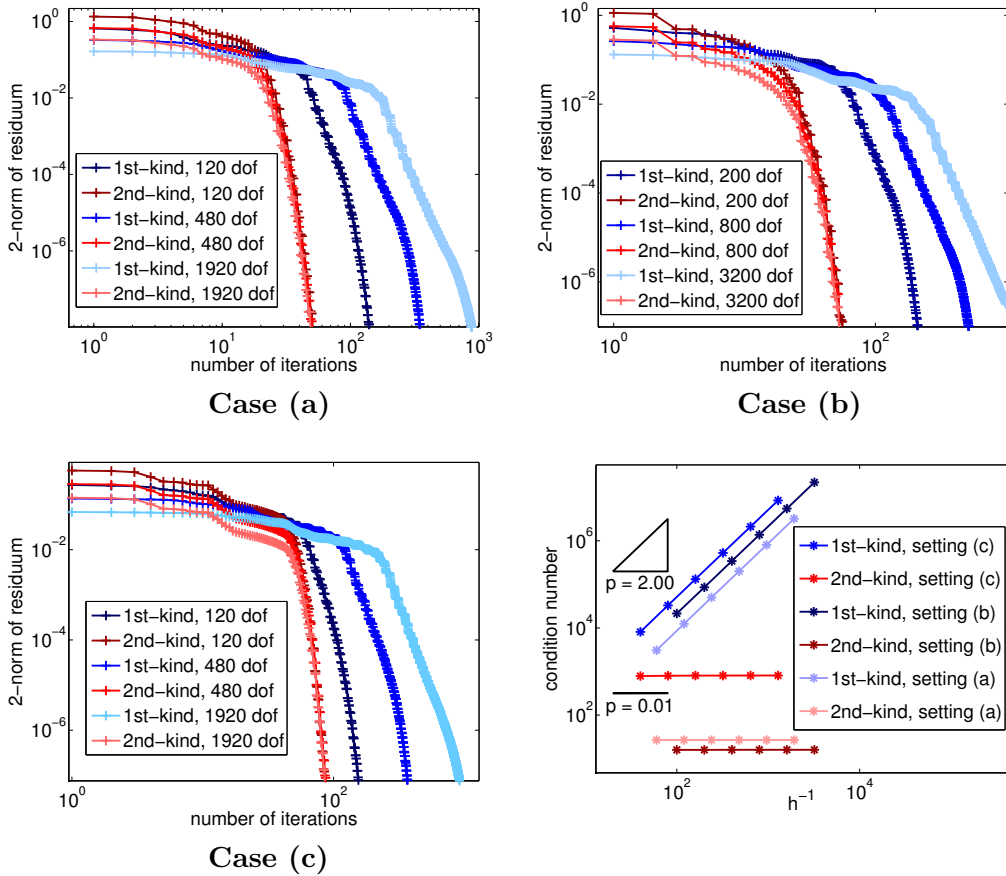 10^0
10^-2
10^-4
10^-6
2-norm of residuum
1st-kind, 120 dof
2nd-kind, 120 dof
1st-kind, 480 dof
2nd-kind, 480 dof
1st-kind, 1920 dof
2nd-kind, 1920 dof
10^0
10^1
10^2
10^3
number of iterations
Case (a)
10^0
10^-2
10^-4
10^-6
2-norm of residuum
1st-kind, 200 dof
2nd-kind, 200 dof
1st-kind, 800 dof
2nd-kind, 800 dof
1st-kind, 3200 dof
2nd-kind, 3200 dof
10^0
10^2
number of iterations
Case (b)
10^-2
10^-4
10^-6
2-norm of residuum
1st-kind, 120 dof
2nd-kind, 120 dof
1st-kind, 480 dof
2nd-kind, 480 dof
1st-kind, 1920 dof
2nd-kind, 1920 dof
10^0
10^2
number of iterations
Case (c)
10^6
10^4
10^2
condition number
p = 2.00
p = 0.01
1st-kind, setting (c)
2nd-kind, setting (c)
1st-kind, setting (b)
2nd-kind, setting (b)
1st-kind, setting (a)
2nd-kind, setting (a)
10^2
h^-1
10^4